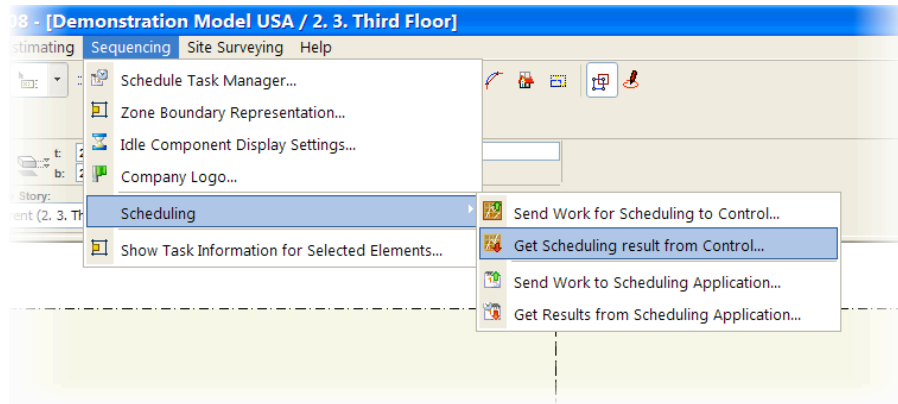 08 - [Demonstration Model USA / 2. 3. Third Floor]
stimating Sequencing Site Surveying Help
Schedule Task Manager...
Zone Boundary Representation...
Idle Component Display Settings...
t: 2
b: 2
Company Logo...
Story:
ent (2. 3. Th
Scheduling
Send Work for Scheduling to Control...
Get Scheduling result from Control...
Show Task Information for Selected Elements...
Send Work to Scheduling Application...
Get Results from Scheduling Application...